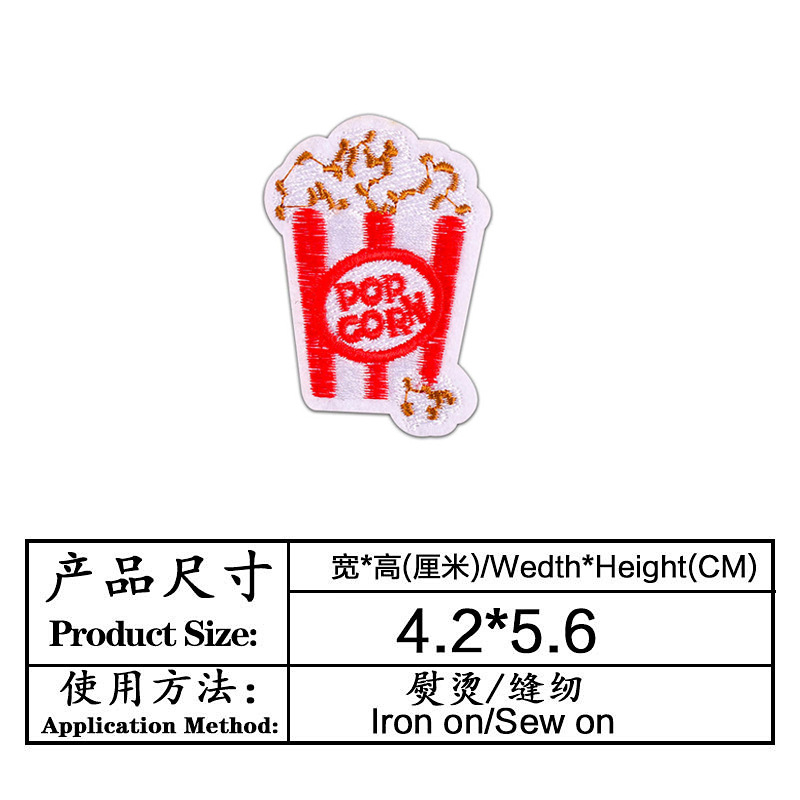 POP
CORN
产品尺寸
Product Size:
宽*高(厘米)/Wedth*Height(CM)
4.2*5.6
使用方法:
Application Method:
熨烫/缝纫
Iron on/Sew on